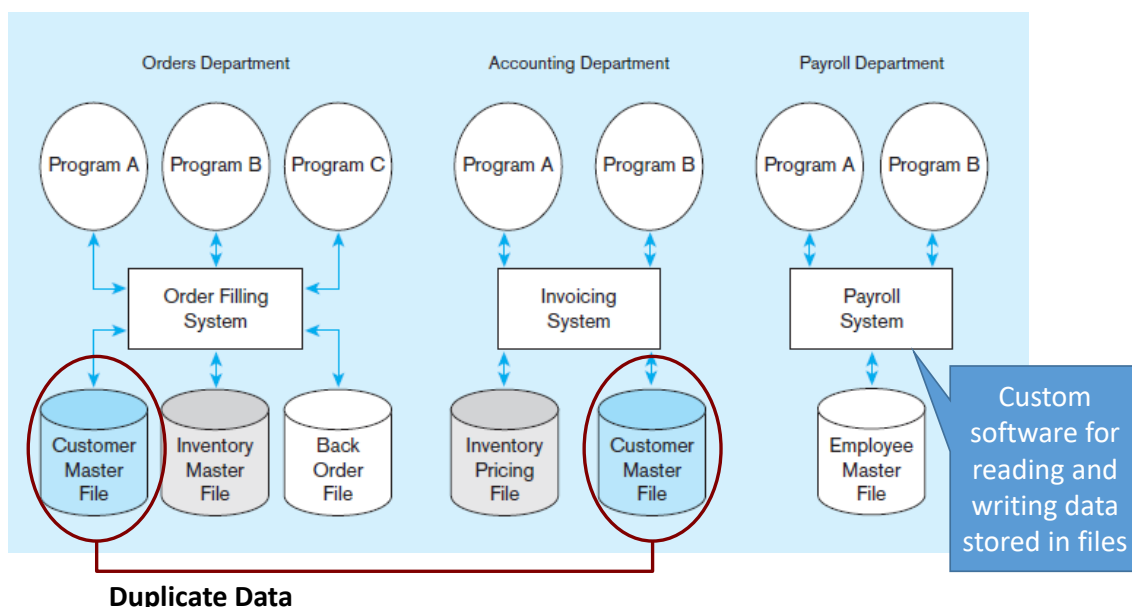 Orders Department
Accounting Department
Payroll Department
Program A
Program B
Program C
Program A
Program B
Program A
Program B
Order Filling
System
Invoicing
System
Payroll
System
Customer
Master
File
Inventory
Master
File
Back
Order File
Inventory
Pricing File
Customer
Master
File
Employee
Master
File
Custom
software for
reading and
writing data
stored in files
Duplicate Data